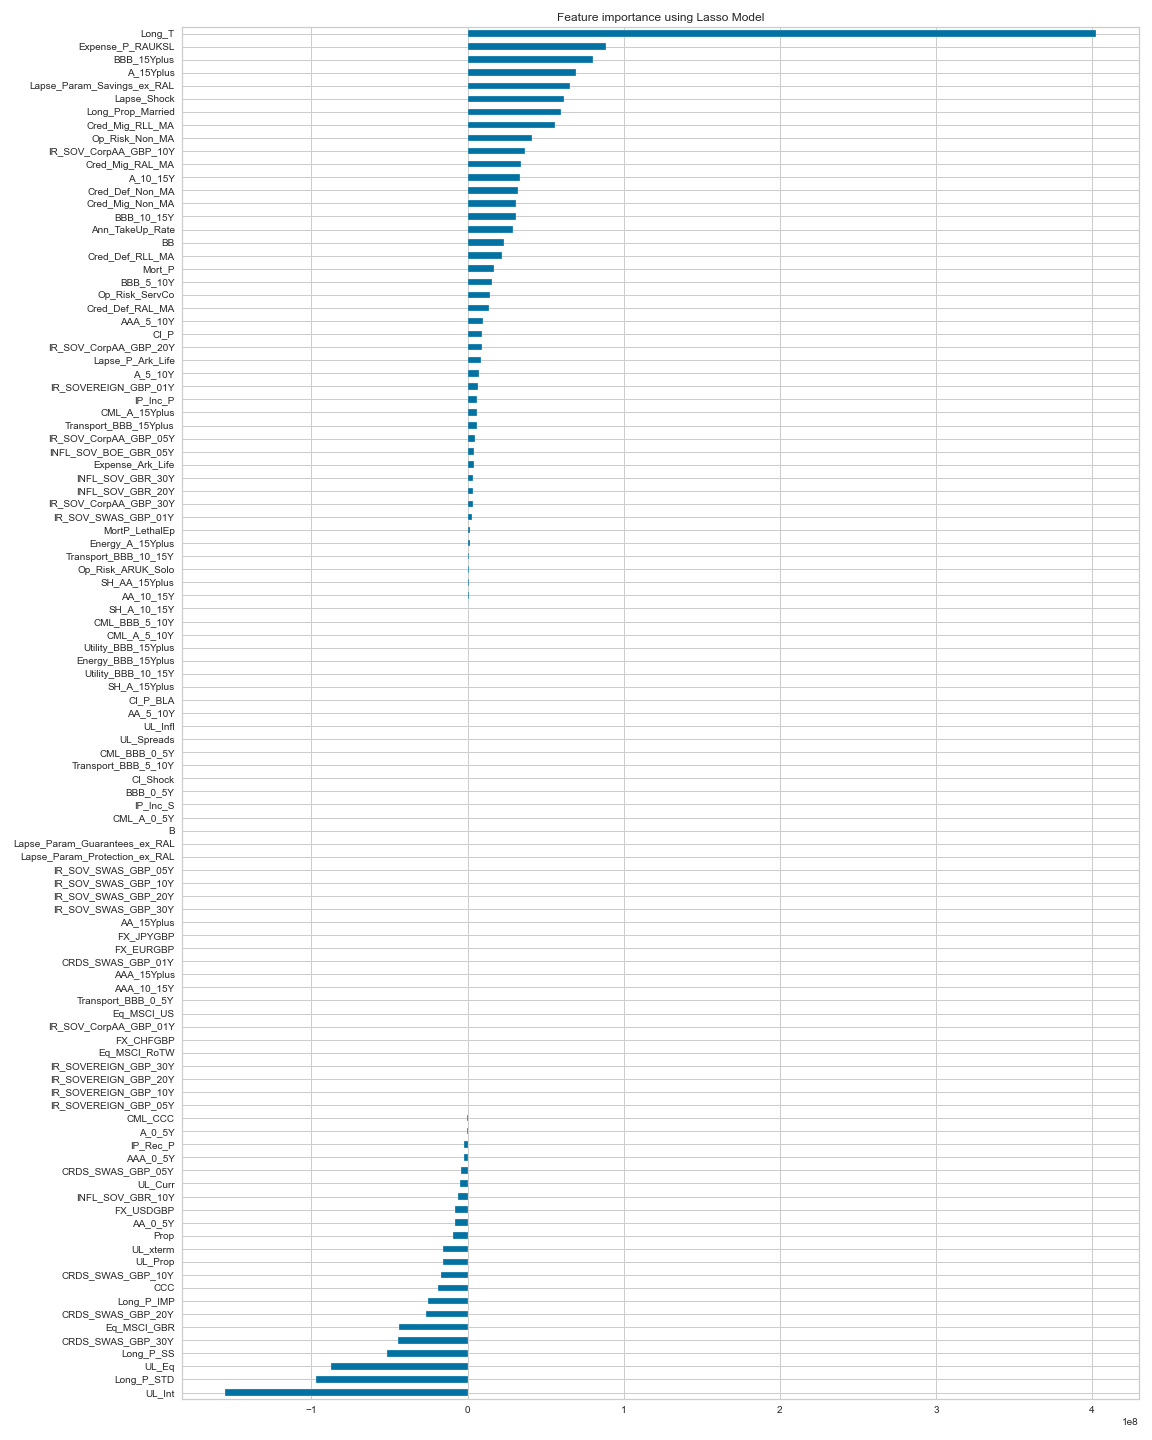 Feature importance using Lasso Model
Long_T
Expense_P_RAUKSL
BBB_15Yplus
A_15Yplus
Lapse_Param_Savings_ex_RAL
Lapse_Shock
Long_Prop_Married
Cred_Mig_RLL_MA
Op_Risk_Non_MA
IR_SOV_CorpAA_GBP_10Y
Cred_Mig_RAL_MA
A_10_15Y
Cred_Def_Non_MA
Cred_Mig_Non_MA
BBB_10_15Y
Ann_TakeUp_Rate
BB
Cred_Def_RLL_MA
Mort_P
BBB_5_10Y
Op_Risk_ServCo
Cred_Def_RAL_MA
AAA_5_10Y
CI_P
IR_SOV_CorpAA_GBP_20Y
Lapse_P_Ark_Life
A_5_10Y
IR_SOVEREIGN_GBP_01Y
IP_Inc_P
CML_A_15Yplus
Transport_BBB_15Yplus
IR_SOV_CorpAA_GBP_05Y
INFL_SOV_BOE_GBR_05Y
Expense_Ark_Life
INFL_SOV_GBR_30Y
INFL_SOV_GBR_20Y
IR_SOV_CorpAA_GBP_30Y
IR_SOV_SWAS_GBP_01Y
MortP_LethalEp
Energy_A_15Yplus
Transport_BBB_10_15Y
Op_Risk_ARUK_Solo
SH_AA_15Yplus
AA_10_15Y
SH_A_10_15Y
CML_BBB_5_10Y
CML_A_5_10Y
Utility_BBB_15Yplus
Energy_BBB_15Yplus
Utility_BBB_10_15Y
SH_A_15Yplus
CI_P_BLA
AA_5_10Y
UL_Infl
UL_Spreads
CML_BBB_0_5Y
Transport_BBB_5_10Y
CI_Shock
BBB_0_5Y
IP_Inc_S
CML_A_0_5Y
B
Lapse_Param_Guarantees_ex_RAL
Lapse_Param_Protection_ex_RAL
IR_SOV_SWAS_GBP_05Y
IR_SOV_SWAS_GBP_10Y
IR_SOV_SWAS_GBP_20Y
IR_SOV_SWAS_GBP_30Y
AA_15Yplus
FX_JPYGBP
FX_EURGBP
CRDS_SWAS_GBP_01Y
AAA_15Yplus
AAA_10_15Y
Transport_BBB_0_5Y
Eq_MSCI_US
IR_SOV_CorpAA_GBP_01Y
FX_CHFGBP
Eq_MSCI_RoTW
IR_SOVEREIGN_GBP_30Y
IR_SOVEREIGN_GBP_20Y
IR_SOVEREIGN_GBP_10Y
IR_SOVEREIGN_GBP_05Y
CML_CCC
A_0_5Y
IP_Rec_P
AAA_0_5Y
CRDS_SWAS_GBP_05Y
UL_Curr
INFL_SOV_GBR_10Y
FX_USDGBP
AA_0_5Y
Prop
UL_xterm
UL_Prop
CRDS_SWAS_GBP_10Y
CCC
Long_P_IMP
CRDS_SWAS_GBP_20Y
Eq_MSCI_GBR
CRDS_SWAS_GBP_30Y
Long_P_SS
UL_Eq
Long_P_STD
UL_Int
−1 0 1 2 3 4
1e8